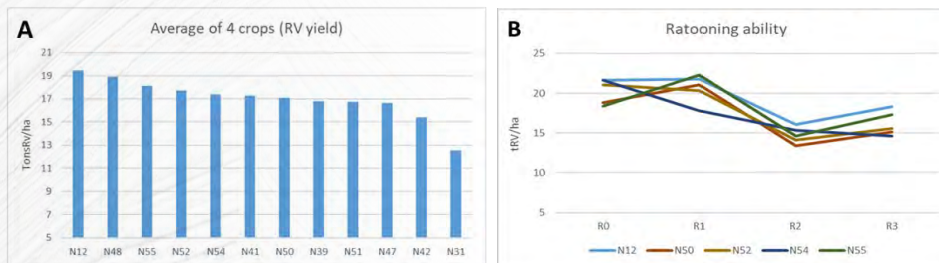 A
Average of 4 crops (RV yield)
21
19
17
15
13
11
9
7
5
TonsRv/ha
N12 N48 N55 N52 N54 N41 N50 N39 N51 N47 N42 N31
B
Ratooning ability
25
20
15
10
5
tRV/ha
R0 R1 R2 R3
N12 N50 N52 N54 N55